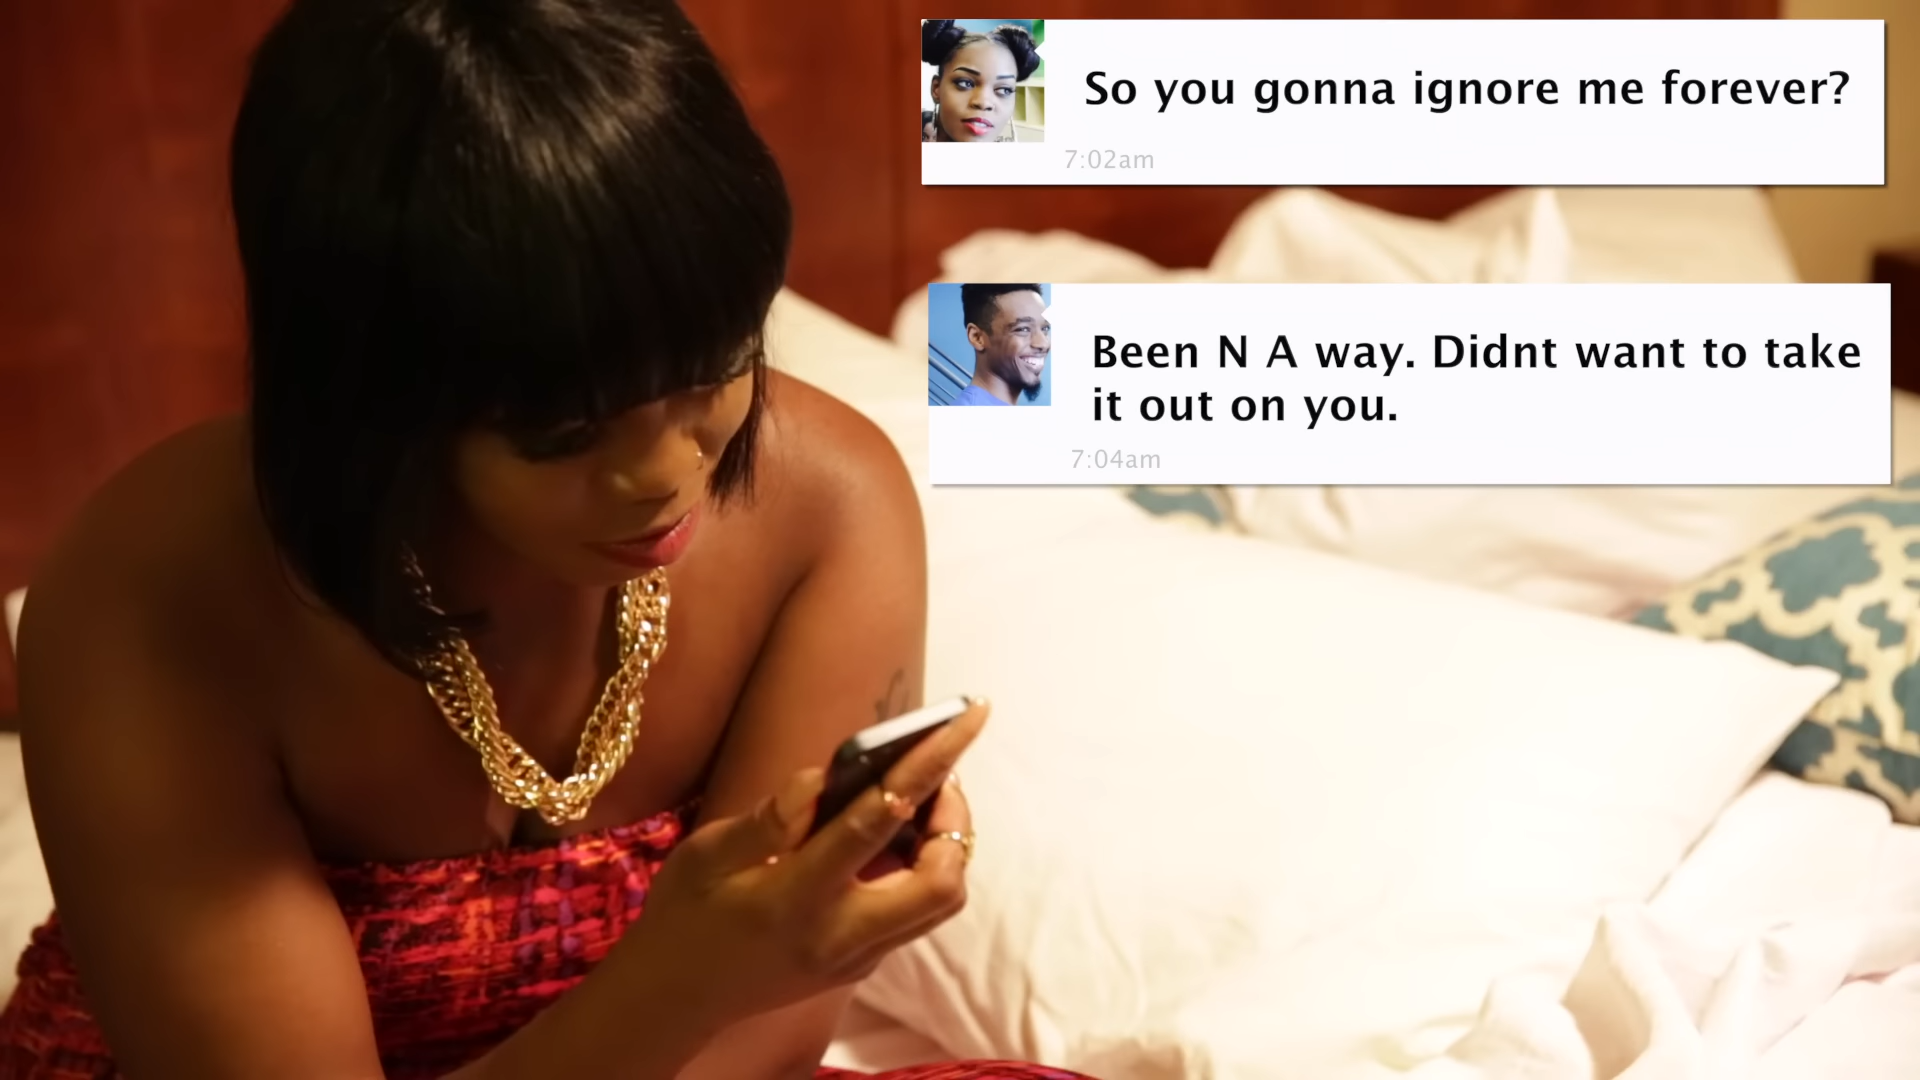 So you gonna ignore me forever?
7:02am
Been N A way. Didnt want to take
it out on you.
7:04am